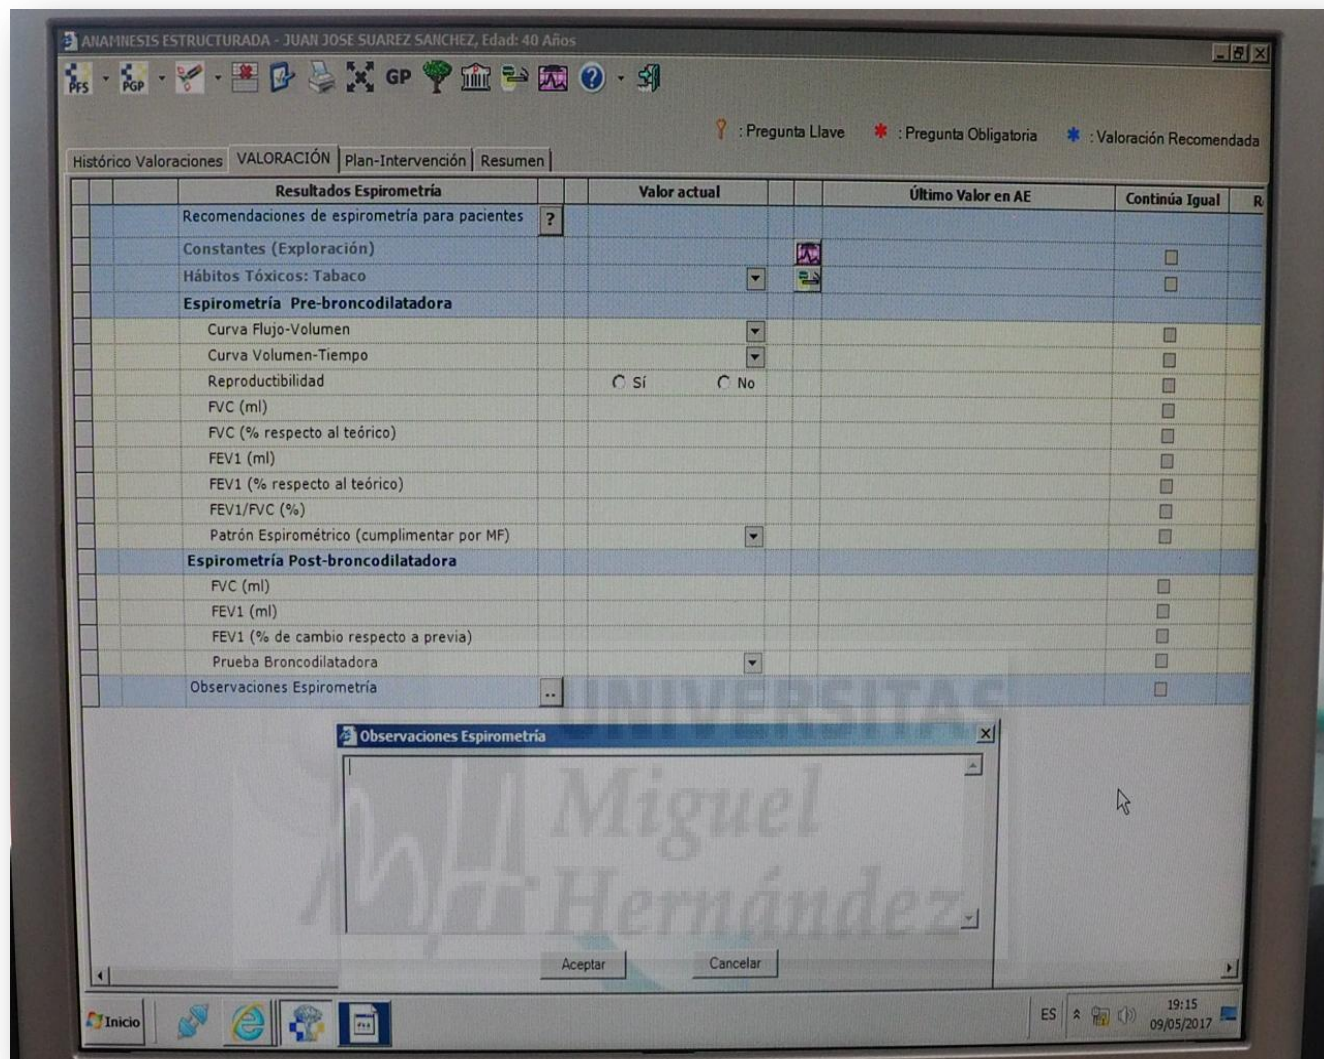 ANAMNESIS ESTRUCTURADA - JUAN JOSE SUAREZ SANCHEZ, Edad: 40 Años
PFS PGP GP ?
: Pregunta Llave * : Pregunta Obligatoria * : Valoración Recomendada
Histórico Valoraciones VALORACIÓN Plan-Intervención Resumen
Resultados Espirometría Valor actual Último Valor en AE Continúa Igual R
Recomendaciones de espirometría para pacientes ?
Constantes (Exploración)
Hábitos Tóxicos: Tabaco
Espirometría Pre-broncodilatadora
Curva Flujo-Volumen
Curva Volumen-Tiempo
Reproductibilidad Sí No
FVC (ml)
FVC (% respecto al teórico)
FEV1 (ml)
FEV1 (% respecto al teórico)
FEV1/FVC (%)
Patrón Espirométrico (cumplimentar por MF)
Espirometría Post-broncodilatadora
FVC (ml)
FEV1 (ml)
FEV1 (% de cambio respecto a previa)
Prueba Broncodilatadora
Observaciones Espirometría ..
UNIVERSITAS
Observaciones Espirometría
Miguel
Hernández
Aceptar Cancelar
Inicio ES 19:15
09/05/2017